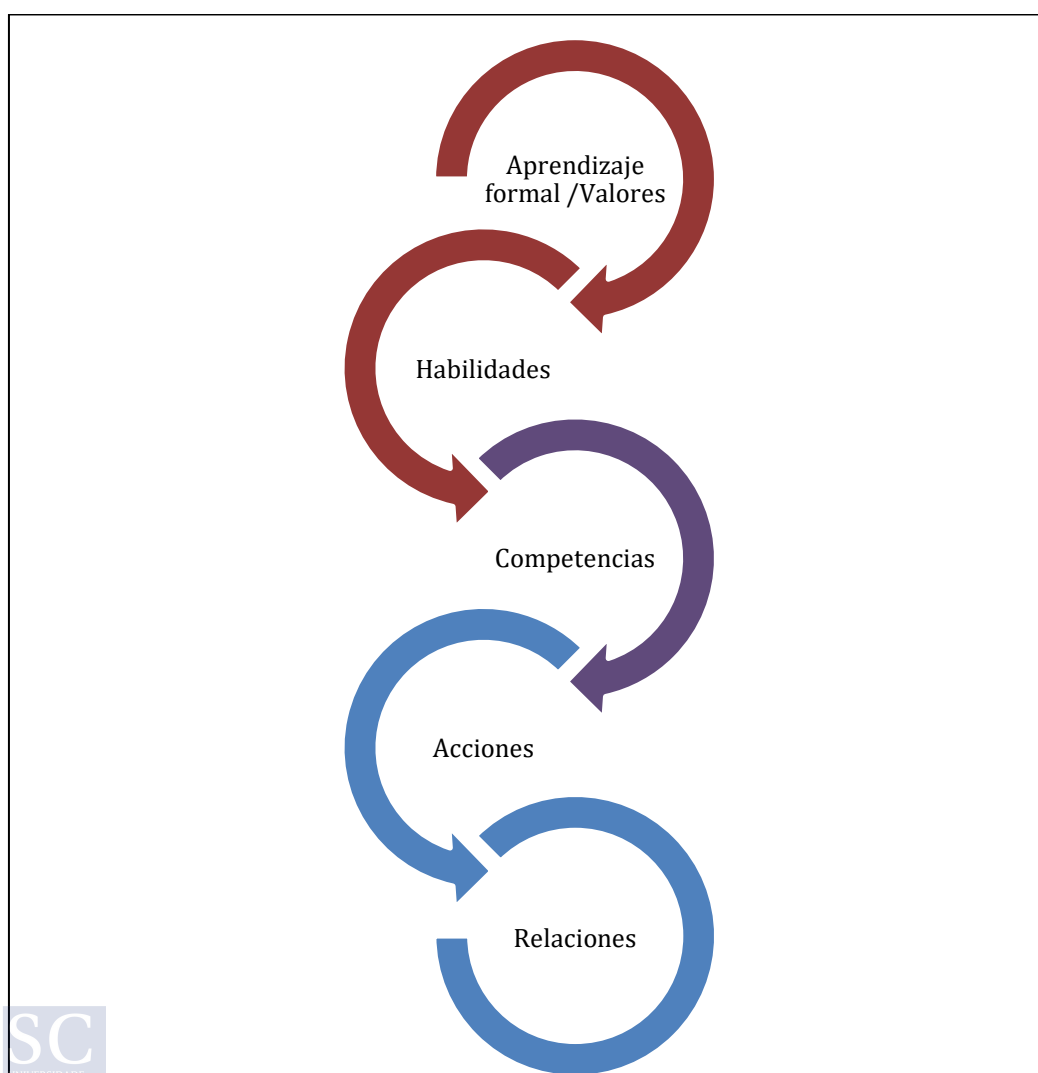 Aprendizaje
formal /Valores
Habilidades
Competencias
Acciones
Relaciones
SC